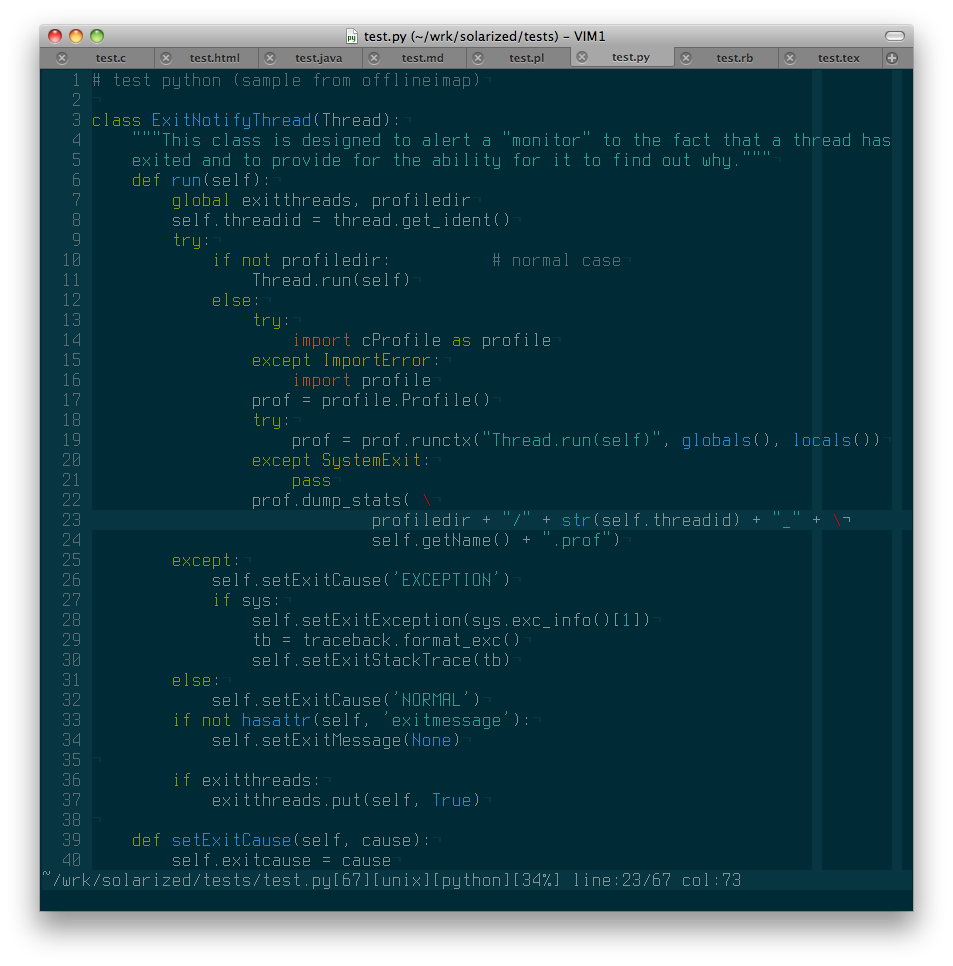 test.py (~/wrk/solarized/tests) – VIM1
test.c test.html test.java test.md test.pl test.py test.rb test.tex
1 # test python (sample from offlineimap)¬
2 ¬
3 class ExitNotifyThread(Thread):¬
4     """This class is designed to alert a "monitor" to the fact that a thread has
5     exited and to provide for the ability for it to find out why."""¬
6     def run(self):¬
7         global exitthreads, profiledir¬
8         self.threadid = thread.get_ident()¬
9         try:¬
10             if not profiledir:          # normal case¬
11                 Thread.run(self)¬
12             else:¬
13                 try:¬
14                     import cProfile as profile¬
15                 except ImportError:¬
16                     import profile¬
17                 prof = profile.Profile()¬
18                 try:¬
19                     prof = prof.runctx("Thread.run(self)", globals(), locals())¬
20                 except SystemExit:¬
21                     pass¬
22                 prof.dump_stats( \¬
23                             profiledir + "/" + str(self.threadid) + "_" + \¬
24                             self.getName() + ".prof")¬
25         except:¬
26             self.setExitCause('EXCEPTION')¬
27             if sys:¬
28                 self.setExitException(sys.exc_info()[1])¬
29                 tb = traceback.format_exc()¬
30                 self.setExitStackTrace(tb)¬
31         else:¬
32             self.setExitCause('NORMAL')¬
33         if not hasattr(self, 'exitmessage'):¬
34             self.setExitMessage(None)¬
35 ¬
36         if exitthreads:¬
37             exitthreads.put(self, True)¬
38 ¬
39     def setExitCause(self, cause):¬
40         self.exitcause = cause¬
~/wrk/solarized/tests/test.py[67][unix][python][34%] line:23/67 col:73